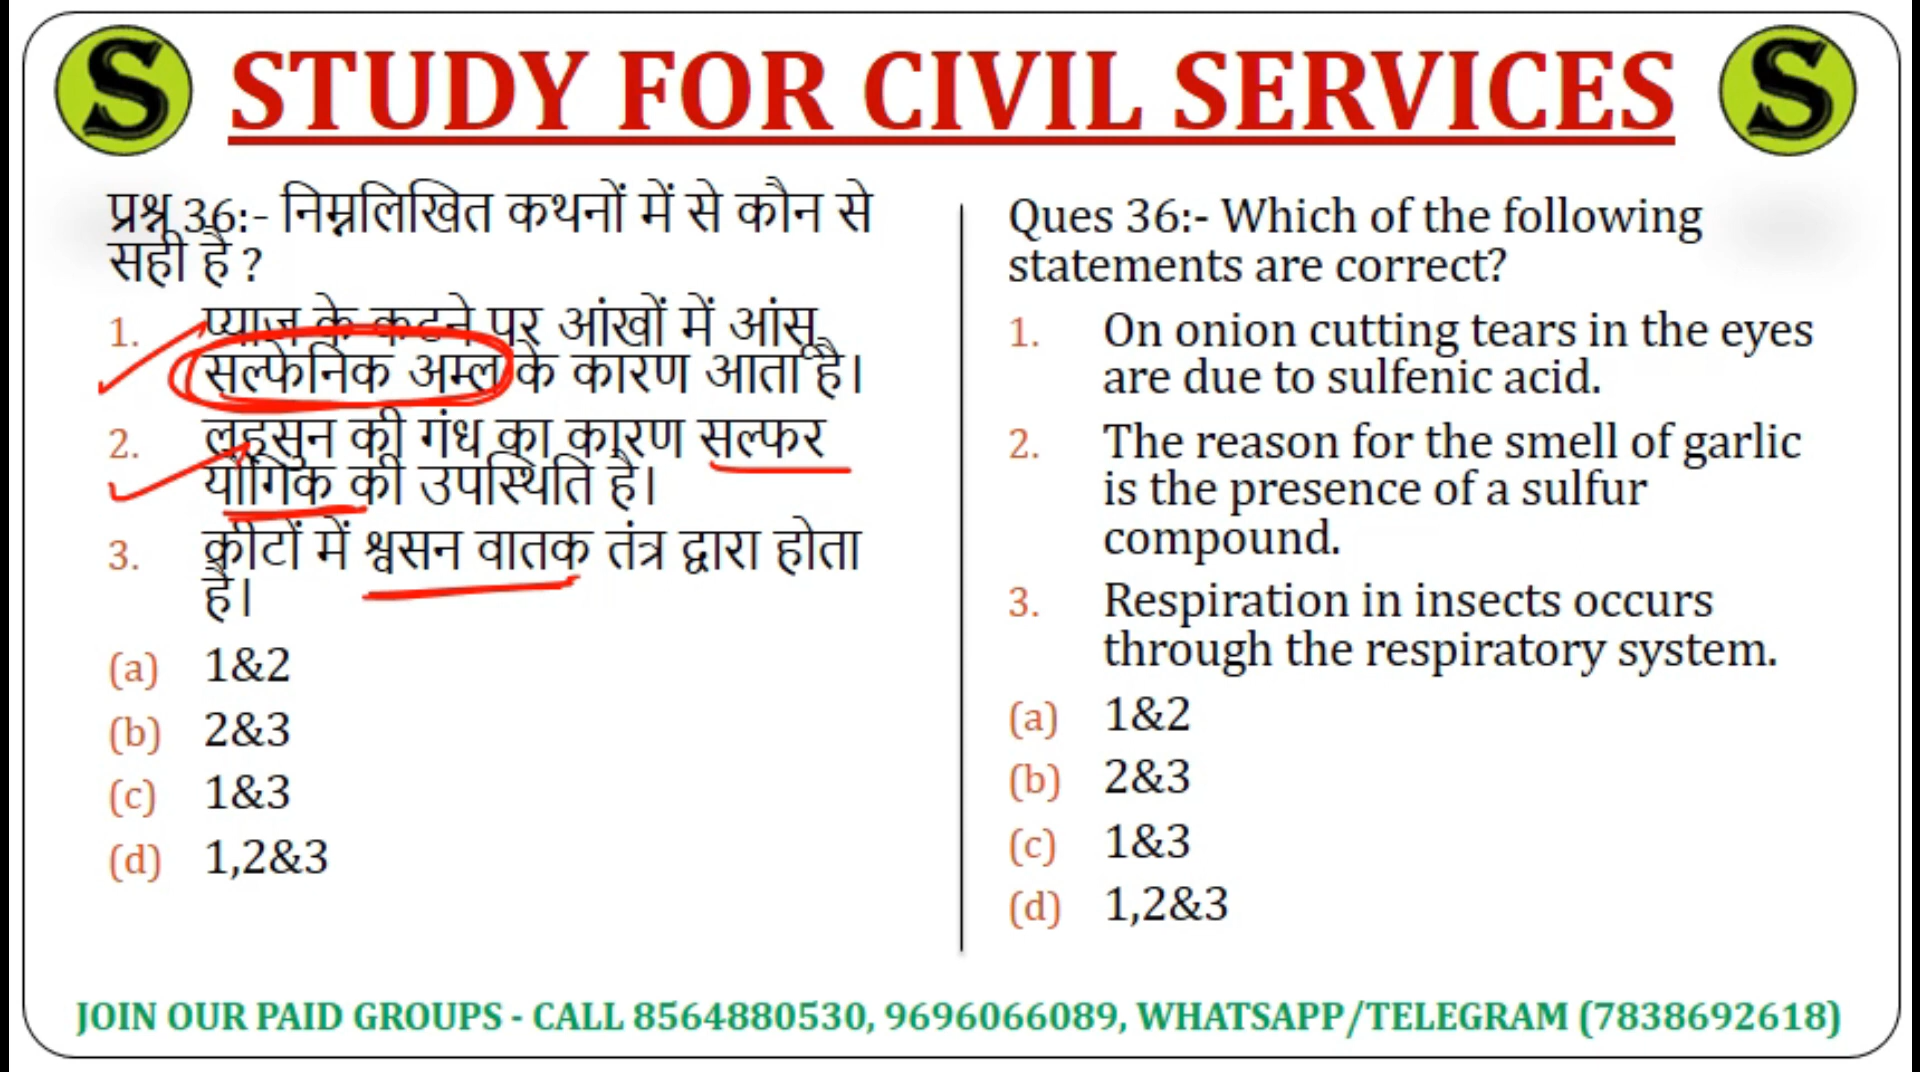 S STUDY FOR CIVIL SERVICES S
प्रश्न 36:- निम्नलिखित कथनों में से कौन से
सही है ?
1. प्याज के कटने पर आंखों में आंसू
सल्फेनिक अम्ल के कारण आता है।
2. लहसुन की गंध का कारण सल्फर
यौगिक की उपस्थिति है।
3. कीटों में श्वसन वातक तंत्र द्वारा होता
है।
(a) 1&2
(b) 2&3
(c) 1&3
(d) 1,2&3
Ques 36:- Which of the following
statements are correct?
1. On onion cutting tears in the eyes
are due to sulfenic acid.
2. The reason for the smell of garlic
is the presence of a sulfur
compound.
3. Respiration in insects occurs
through the respiratory system.
(a) 1&2
(b) 2&3
(c) 1&3
(d) 1,2&3
JOIN OUR PAID GROUPS - CALL 8564880530, 9696066089, WHATSAPP/TELEGRAM (7838692618)